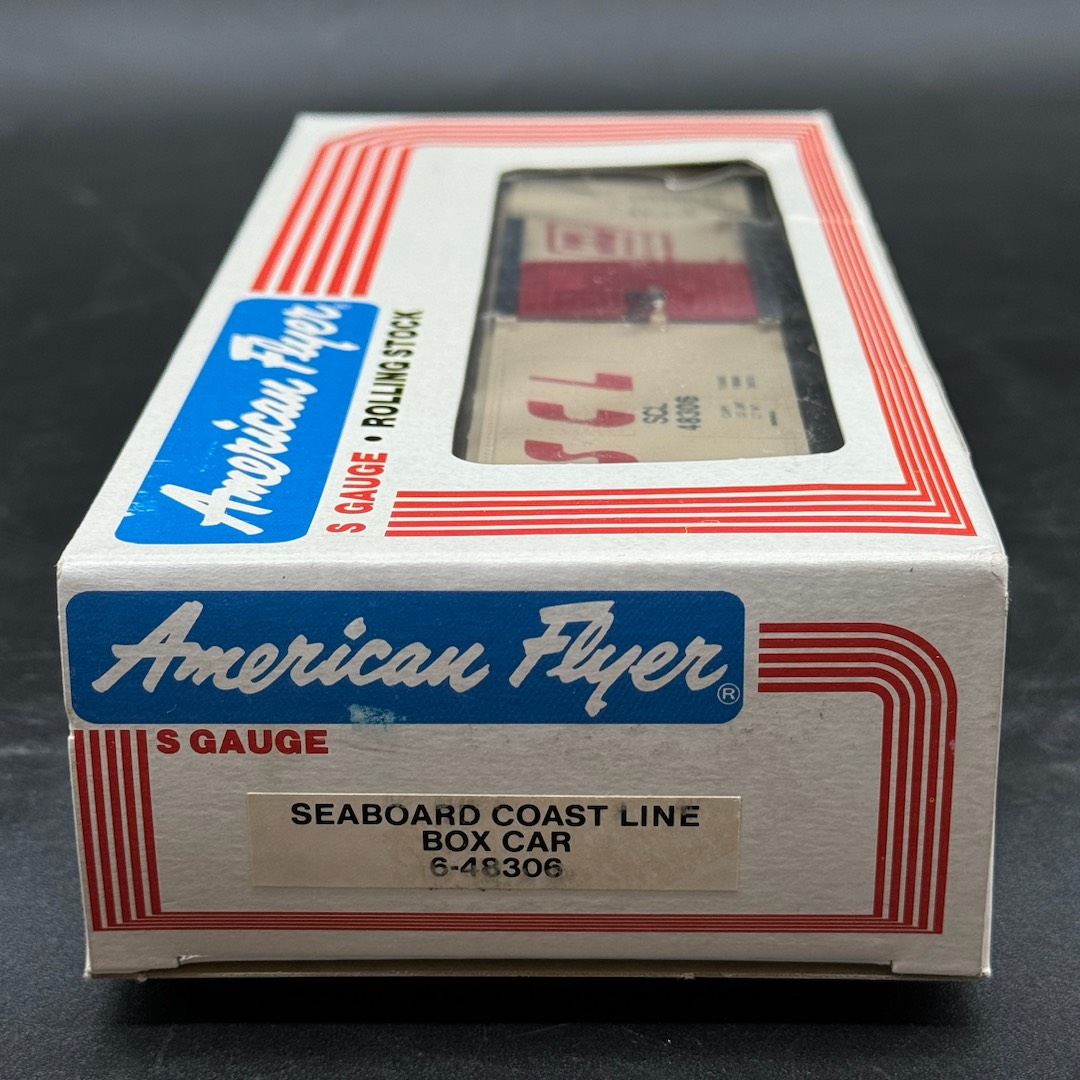 SCL
SCL
48306
American Flyer®
S GAUGE • ROLLING STOCK
American Flyer®
S GAUGE
SEABOARD COAST LINE
BOX CAR
6-48306